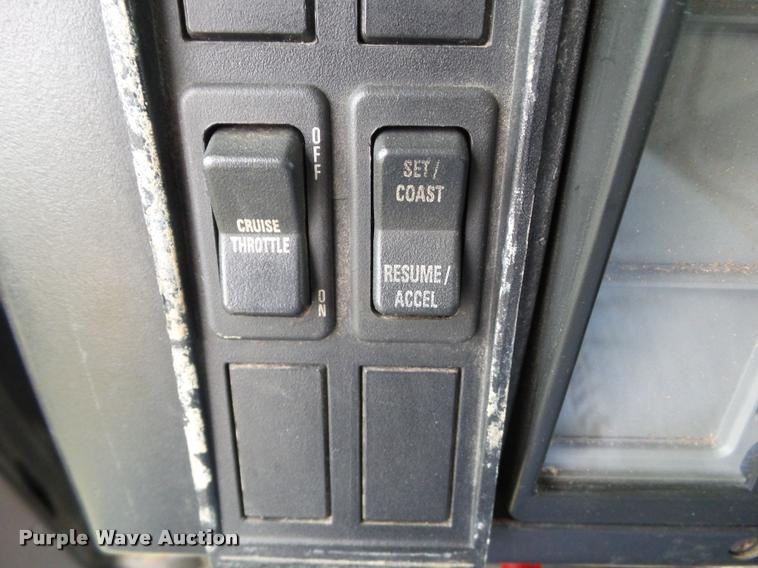 OFF
CRUISE
THROTTLE
ON
SET/
COAST
RESUME/
ACCEL
Purple Wave Auction